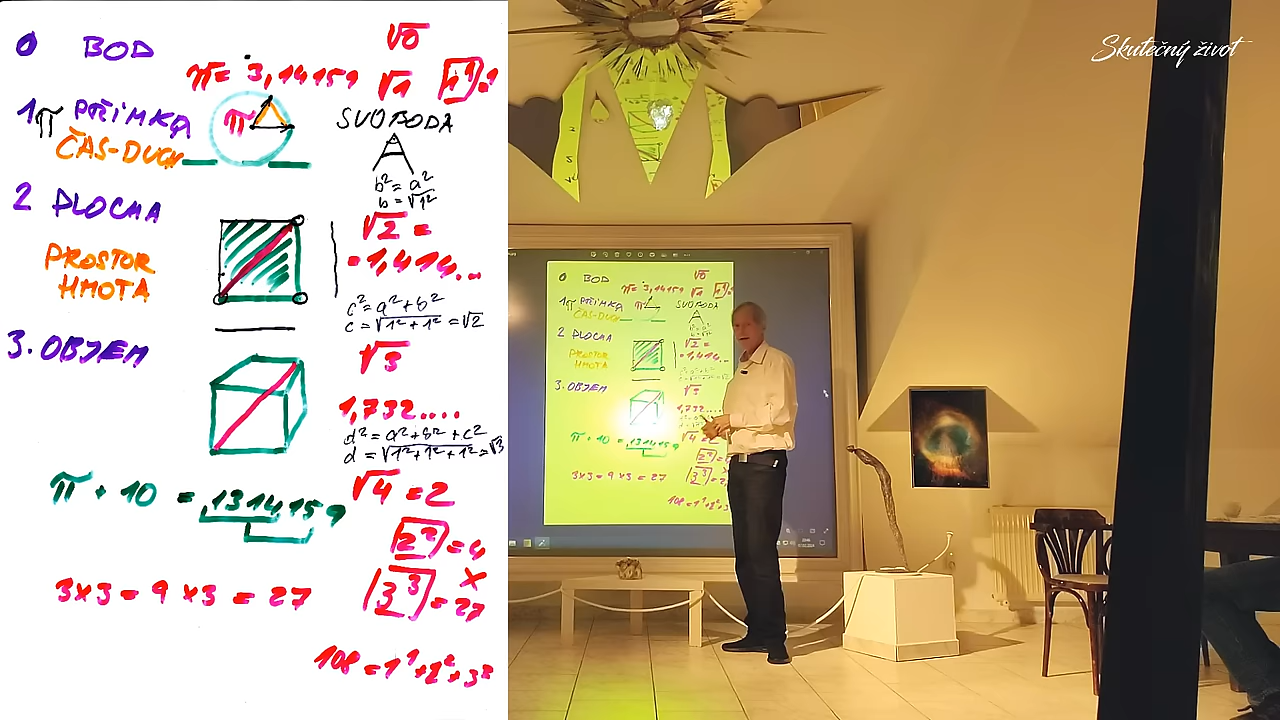 0 BOD √0
π = 3,14159 √1 1¹=1
1π PŘÍMKA π SVOBODA
ČAS-DUCH A
b² = a²
b = √1²
2 PLOCHA √2 =
= 1,414...
PROSTOR
HMOTA
c² = a² + b²
c = √1² + 1² = √2
3. OBJEM √3
1,732....
d² = a² + b² + c²
d = √1² + 1² + 1² = √3
π + 10 = ,1314,159 √4 = 2
2² = 4
3 x 3 = 9 x 3 = 27 3³ = 27
x
108 = 1¹ + 2² + 3³
Skutečný život